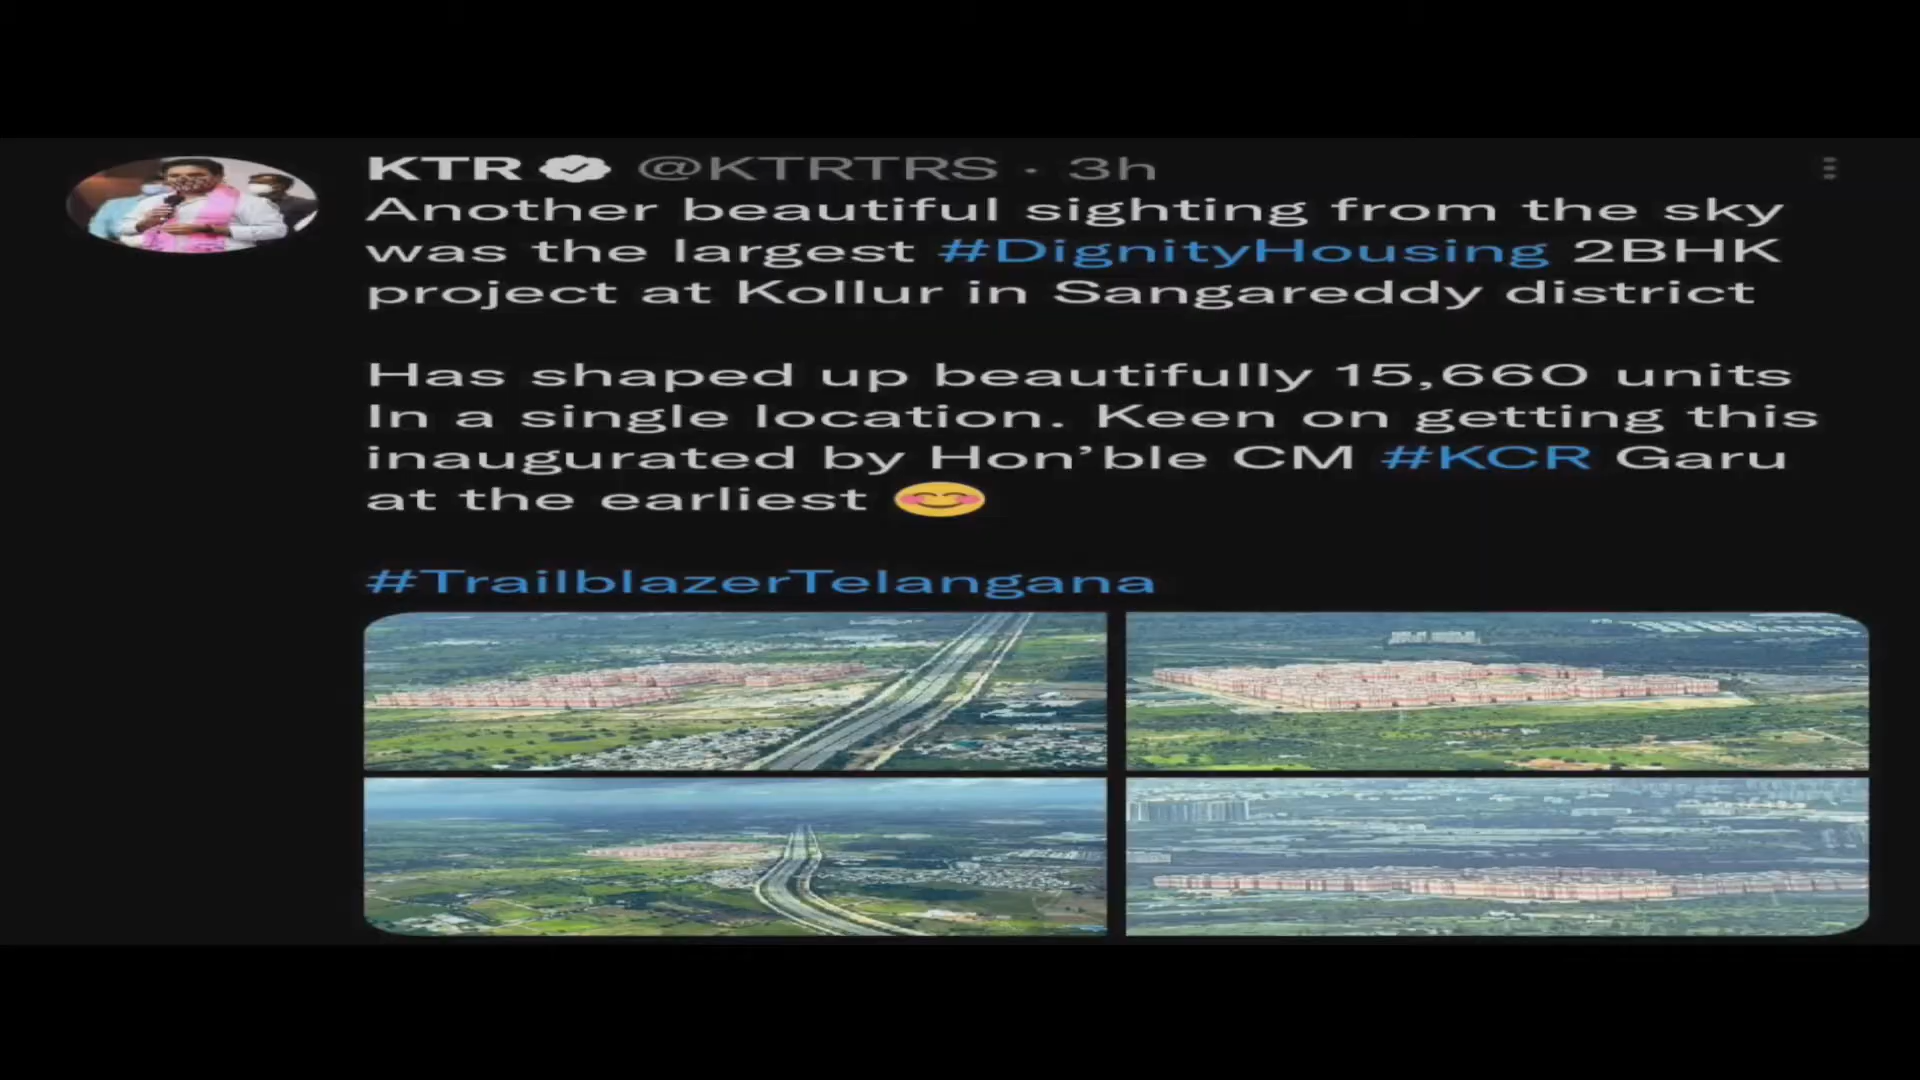 KTR @KTRTRS · 3h
Another beautiful sighting from the sky
was the largest #DignityHousing 2BHK
project at Kollur in Sangareddy district
Has shaped up beautifully 15,660 units
In a single location. Keen on getting this
inaugurated by Hon’ble CM #KCR Garu
at the earliest 😊
#TrailblazerTelangana